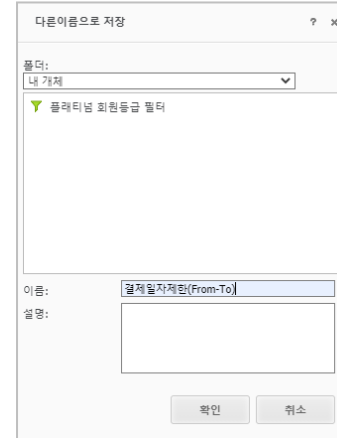 다른이름으로 저장 ? x
폴더:
내 개체
플래티넘 회원등급 필터
이름: 결제일자제한(From-To)
설명:
확인 취소